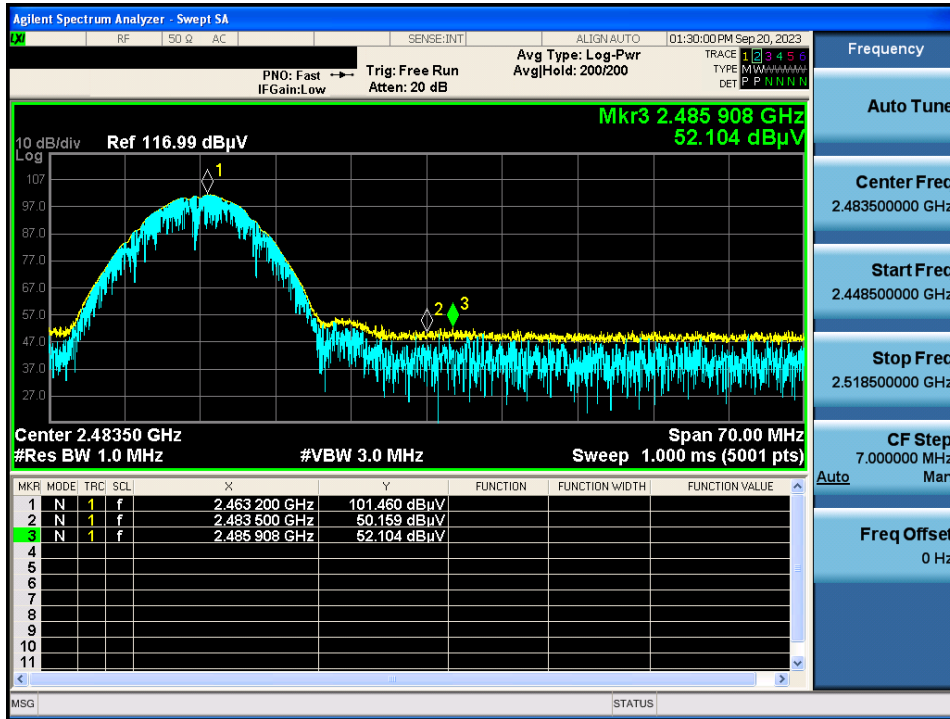 Agilent Spectrum Analyzer - Swept SA
LXI RF 50 Ω AC SENSE:INT ALIGN AUTO 01:30:00 PM Sep 20, 2023
Frequency
PNO: Fast
IFGain:Low
Trig: Free Run
Atten: 20 dB
Avg Type: Log-Pwr
Avg|Hold: 200/200
TRACE 1 2 3 4 5 6
TYPE M W
DET P P N N N N
Auto Tune
Mkr3 2.485 908 GHz
52.104 dBµV
10 dB/div Ref 116.99 dBµV
Log
107
97.0
87.0
77.0
67.0
57.0
47.0
37.0
27.0
1
2
3
Center 2.48350 GHz Span 70.00 MHz
#Res BW 1.0 MHz #VBW 3.0 MHz Sweep 1.000 ms (5001 pts)
MKR MODE TRC SCL X Y FUNCTION FUNCTION WIDTH FUNCTION VALUE
1 N 1 f 2.463 200 GHz 101.460 dBµV
2 N 1 f 2.483 500 GHz 50.159 dBµV
3 N 1 f 2.485 908 GHz 52.104 dBµV
4
5
6
7
8
9
10
11
Center Freq
2.483500000 GHz
Start Freq
2.448500000 GHz
Stop Freq
2.518500000 GHz
CF Step
7.000000 MHz
Auto Man
Freq Offset
0 Hz
MSG STATUS